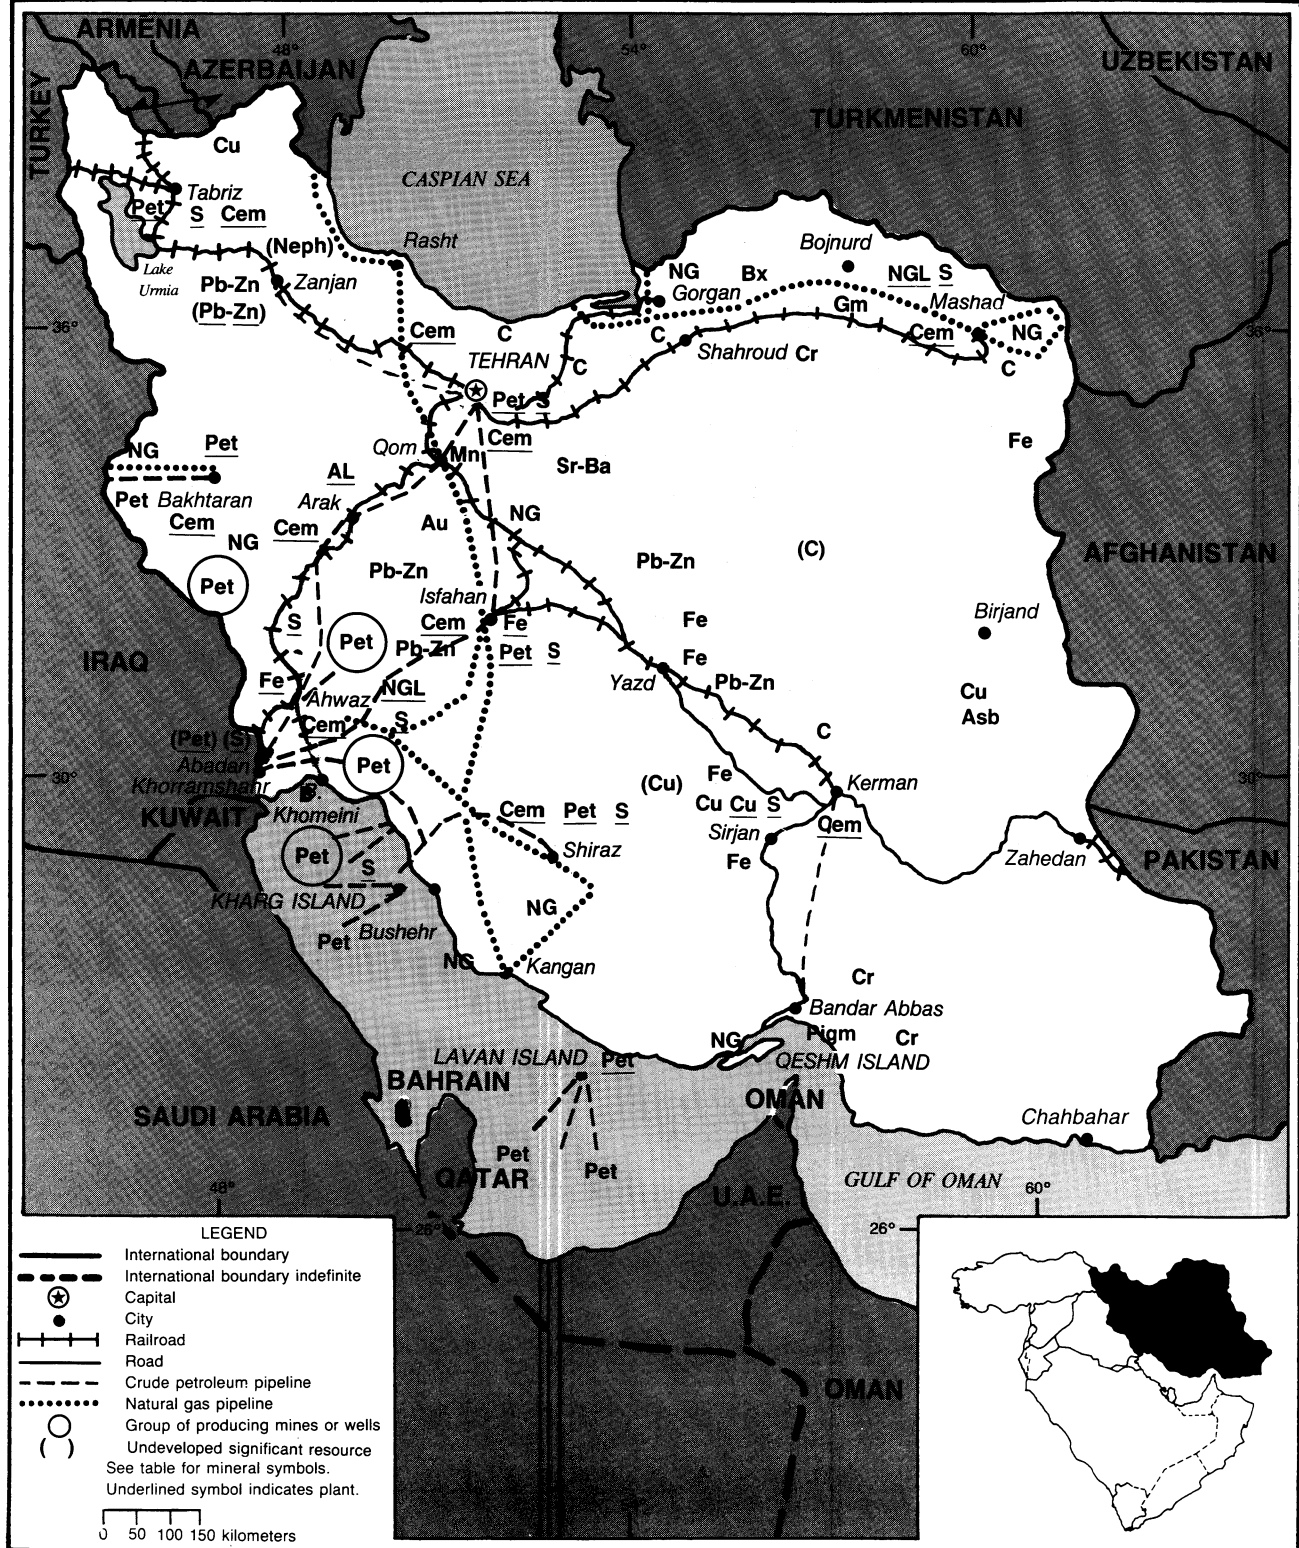 ARMENIA
48°
54°
60°
AZERBAIJAN
UZBEKISTAN
TURKEY
TURKMENISTAN
Cu
CASPIAN SEA
Tabriz
Pet
S Cem
(Neph)
Rasht
Bojnurd
Lake
Urmia
Pb-Zn
Zanjan
NG
Bx
NGL S
Gorgan
Mashad
(Pb-Zn)
Gm
36°
Cem
C
C
Cem
NG
36°
TEHRAN
Shahroud Cr
C
C
Pet S
Cem
Fe
NG
Pet
Qom
Mn
Sr-Ba
AL
Pet Bakhtaran
Arak
Cem
Cem
Au
NG
NG
(C)
AFGHANISTAN
Pet
Pb-Zn
Pb-Zn
Isfahan
Birjand
S
Cem
Fe
Fe
Pet
Pb-Zn
Pet S
Fe
IRAQ
Fe
Yazd
Pb-Zn
Ahwaz
NGL
Cu
Asb
Cem
S
C
(Pet) (S)
Abadan
Pet
Khorramshahr
30°
Fe
30°
(Cu)
Kerman
B.
Khomeini
KUWAIT
Cem Pet S
Cu Cu S
Sirjan
Cem
Pet
Shiraz
Fe
Zahedan
PAKISTAN
S
KHARG ISLAND
NG
Pet
Bushehr
NG
Kangan
Cr
Bandar Abbas
NG
Pigm
Cr
LAVAN ISLAND
Pet
QESHM ISLAND
BAHRAIN
OMAN
SAUDI ARABIA
Chahbahar
Pet
Pet
QATAR
U.A.E.
GULF OF OMAN
48°
60°
26°
26°
OMAN
LEGEND
International boundary
International boundary indefinite
Capital
City
Railroad
Road
Crude petroleum pipeline
Natural gas pipeline
Group of producing mines or wells
( ) Undeveloped significant resource
See table for mineral symbols.
Underlined symbol indicates plant.
0 50 100 150 kilometers